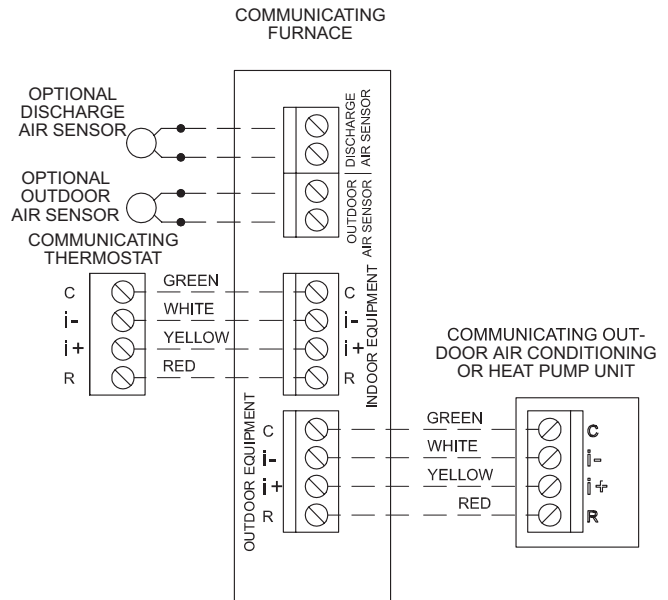 COMMUNICATING
FURNACE
OPTIONAL
DISCHARGE
AIR SENSOR
DISCHARGE
AIR SENSOR
OPTIONAL
OUTDOOR
AIR SENSOR
OUTDOOR
AIR SENSOR
COMMUNICATING
THERMOSTAT
C
i-
i+
R
GREEN
WHITE
YELLOW
RED
C
i-
i+
R
INDOOR EQUIPMENT
COMMUNICATING OUT-
DOOR AIR CONDITIONING
OR HEAT PUMP UNIT
OUTDOOR EQUIPMENT
C
i-
i+
R
GREEN
WHITE
YELLOW
RED
C
i-
i+
R